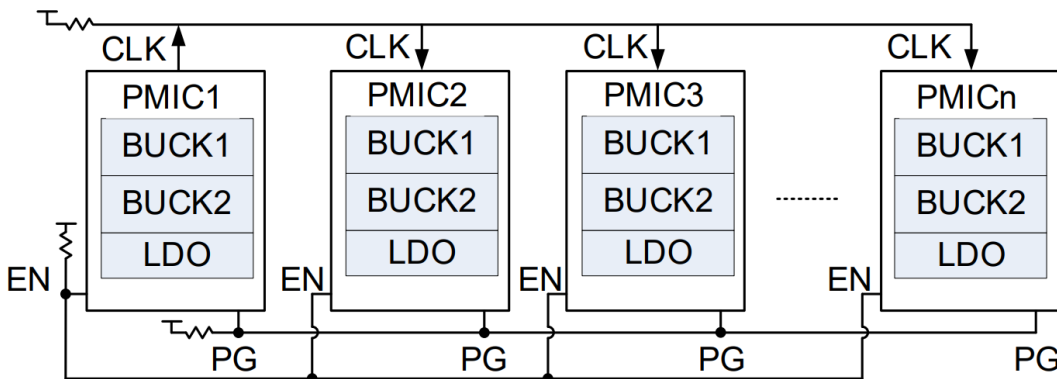 CLK CLK CLK CLK
PMIC1 PMIC2 PMIC3 PMICn
BUCK1 BUCK1 BUCK1 BUCK1
BUCK2 BUCK2 BUCK2 BUCK2
LDO LDO LDO LDO
EN EN EN EN
PG PG PG PG